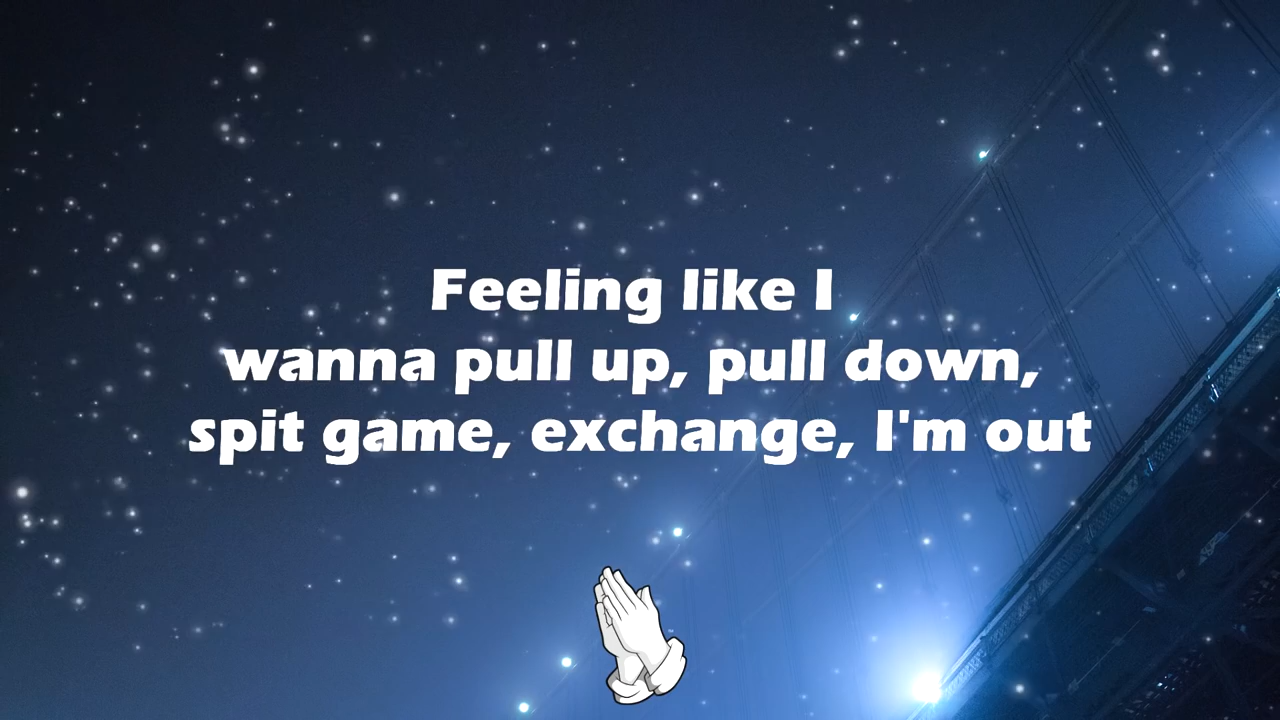 Feeling like I
wanna pull up, pull down,
spit game, exchange, I'm out